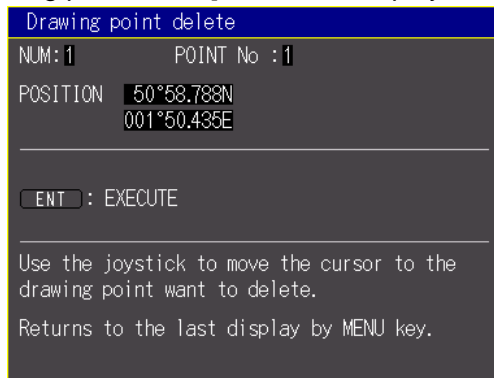 Drawing point delete
NUM:1 POINT No :1
POSITION 50°58.788N
001°50.435E
ENT : EXECUTE
Use the joystick to move the cursor to the
drawing point want to delete.
Returns to the last display by MENU key.